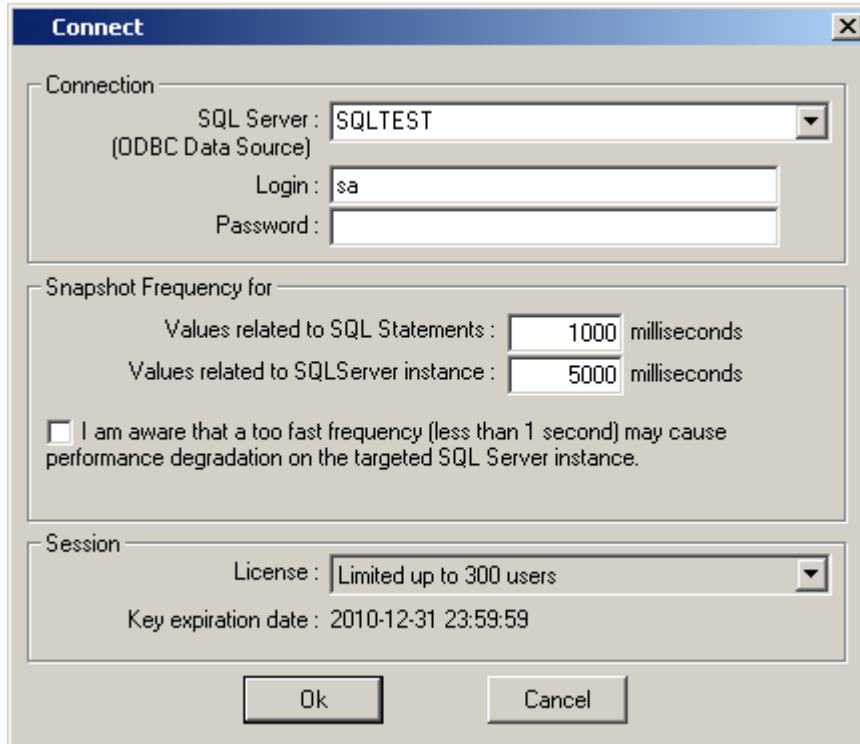 Connect
Connection
SQL Server : SQLTEST
(ODBC Data Source)
Login : sa
Password :
Snapshot Frequency for
Values related to SQL Statements : 1000 milliseconds
Values related to SQLServer instance : 5000 milliseconds
I am aware that a too fast frequency (less than 1 second) may cause
performance degradation on the targeted SQL Server instance.
Session
License : Limited up to 300 users
Key expiration date : 2010-12-31 23:59:59
Ok Cancel